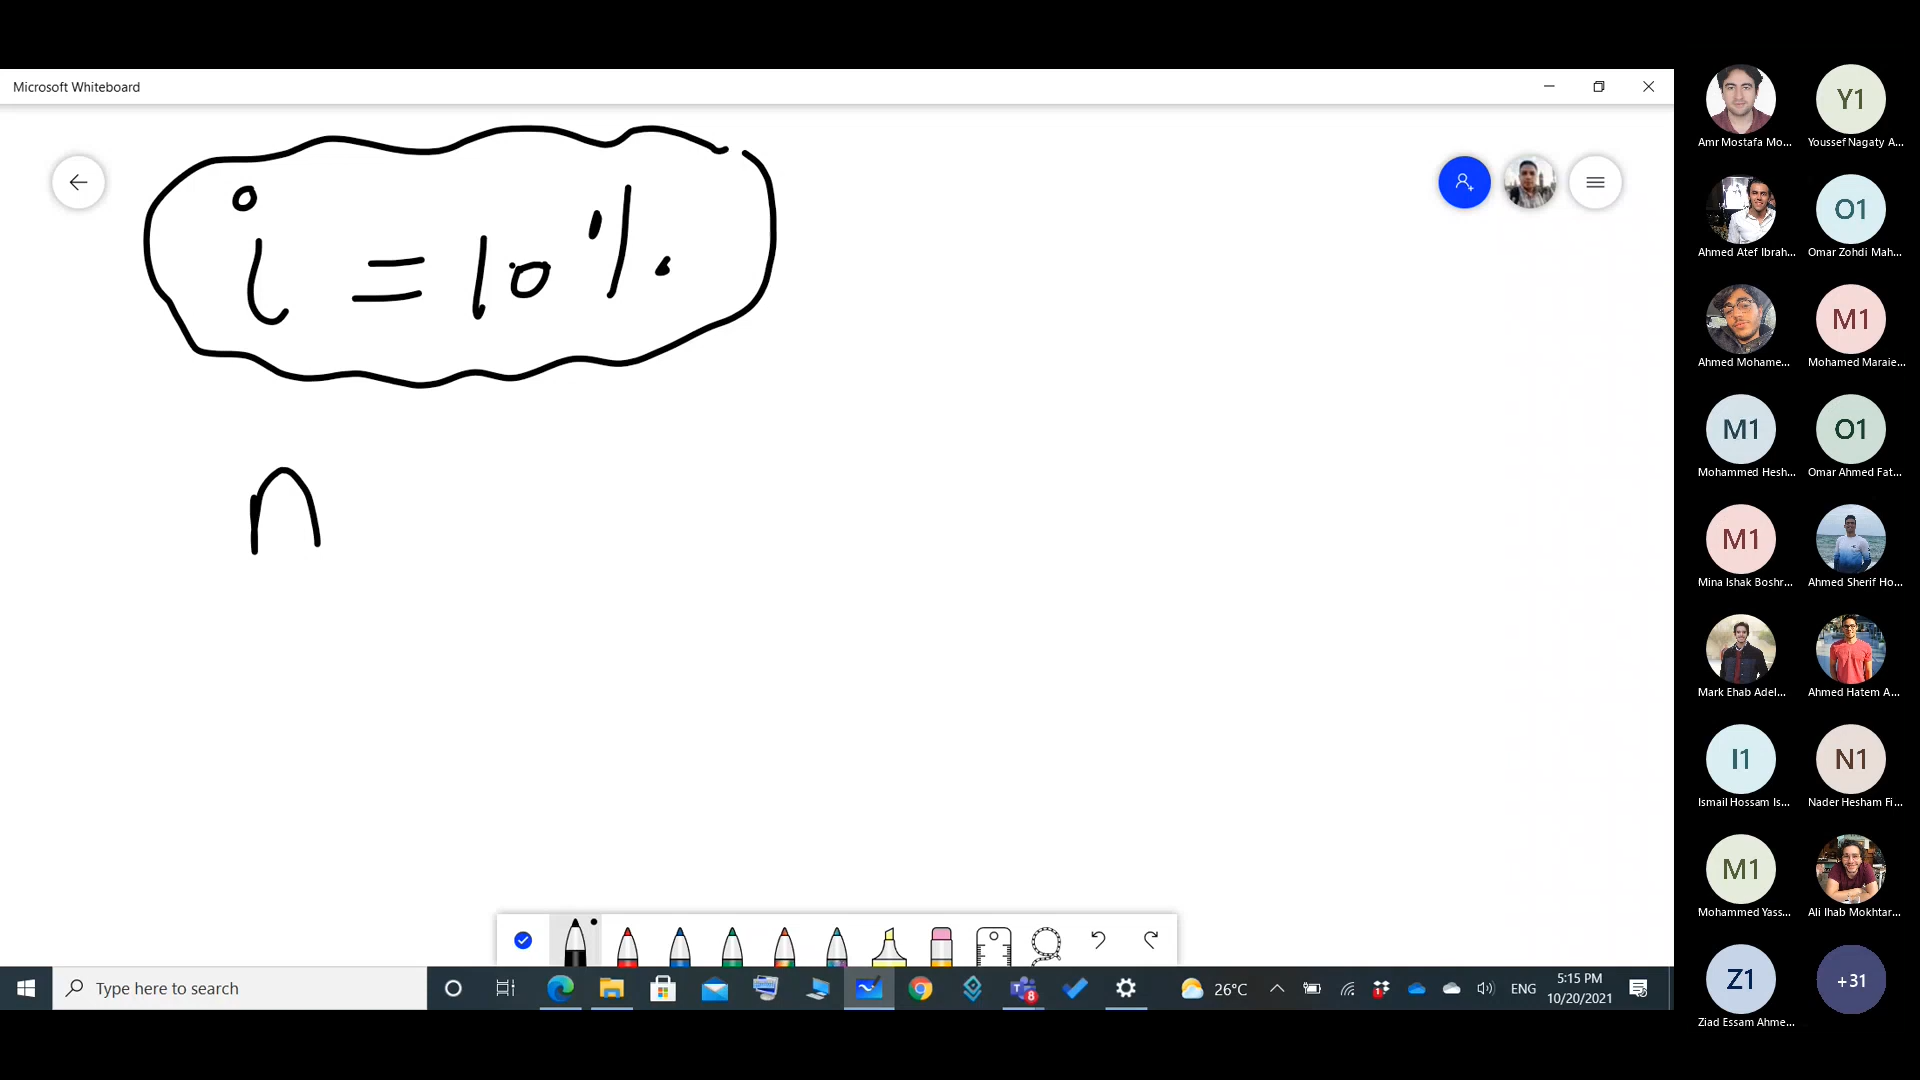 Microsoft Whiteboard
i = 10 %
n
Amr Mostafa Mo...
Y1
Youssef Nagaty A...
Ahmed Atef Ibrah...
O1
Omar Zohdi Mah...
Ahmed Mohame...
M1
Mohamed Maraie...
M1
Mohammed Hesh...
O1
Omar Ahmed Fat...
M1
Mina Ishak Boshr...
Ahmed Sherif Ho...
Mark Ehab Adel...
Ahmed Hatem A...
I1
Ismail Hossam Is...
N1
Nader Hesham Fi...
M1
Mohammed Yass...
Ali Ihab Mokhtar...
Z1
Ziad Essam Ahme...
+31
Type here to search
8
26°C
1
ENG
5:15 PM
10/20/2021